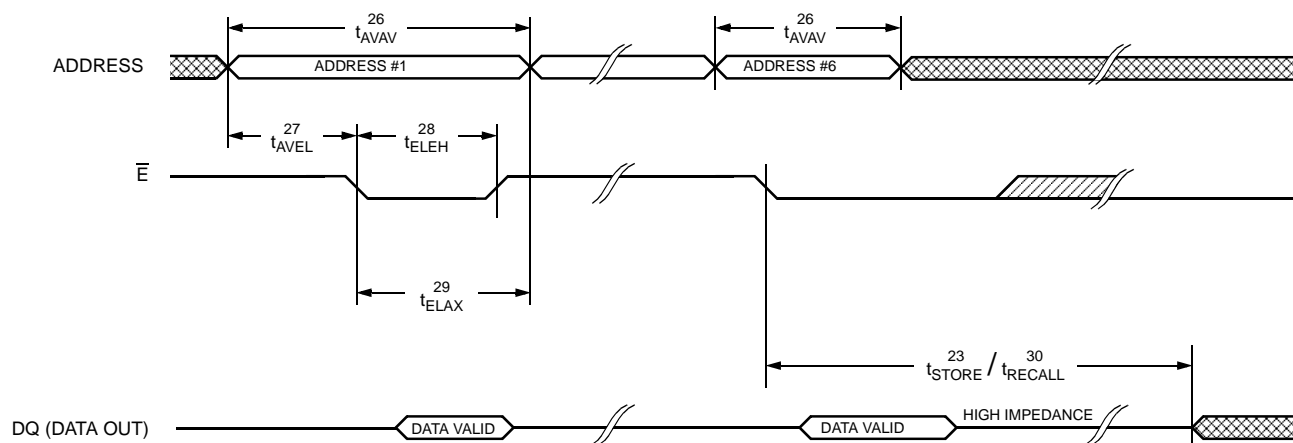 26
tAVAV
26
tAVAV
ADDRESS
ADDRESS #1
ADDRESS #6
27
tAVEL
28
tELEH
E̅
29
tELAX
23
tSTORE / 30
tRECALL
DQ (DATA OUT)
DATA VALID
DATA VALID
HIGH IMPEDANCE